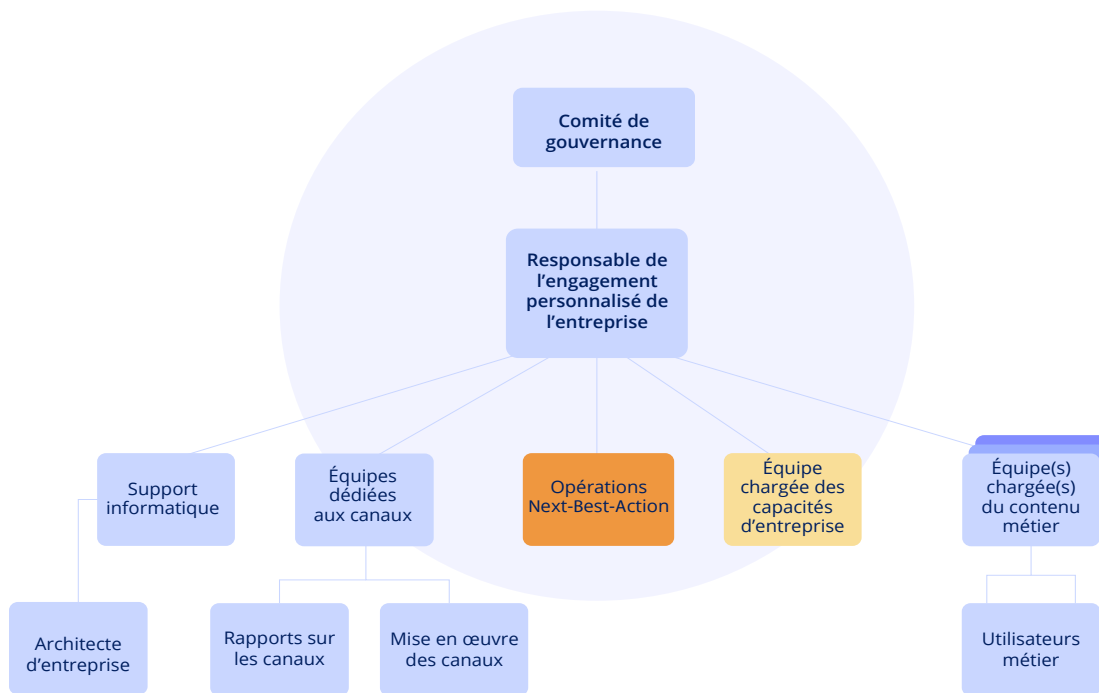 Comité de
gouvernance
Responsable de
l’engagement
personnalisé de
l’entreprise
Support
informatique
Équipes
dédiées
aux canaux
Opérations
Next-Best-Action
Équipe
chargée des
capacités
d’entreprise
Équipe(s)
chargée(s)
du contenu
métier
Architecte
d’entreprise
Rapports sur
les canaux
Mise en œuvre
des canaux
Utilisateurs
métier